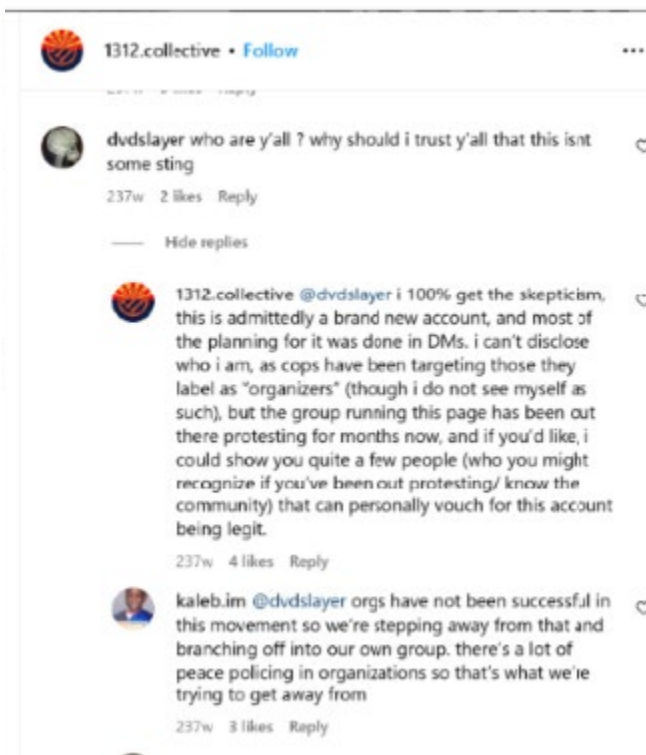 1312.collective • Follow
dvdslayer who are y'all ? why should i trust y'all that this isnt
some sting
237w 2 likes Reply
Hide replies
1312.collective @dvdslayer i 100% get the skepticism,
this is admittedly a brand new account, and most of
the planning for it was done in DMs. i can't disclose
who i am, as cops have been targeting those they
label as "organizers" (though i do not see myself as
such), but the group running this page has been out
there protesting for months now, and if you'd like, i
could show you quite a few people (who you might
recognize if you've been out protesting/ know the
community) that can personally vouch for this account
being legit.
237w 4 likes Reply
kaleb.im @dvdslayer orgs have not been successful in
this movement so we're stepping away from that and
branching off into our own group. there's a lot of
peace policing in organizations so that's what we're
trying to get away from
237w 3 likes Reply